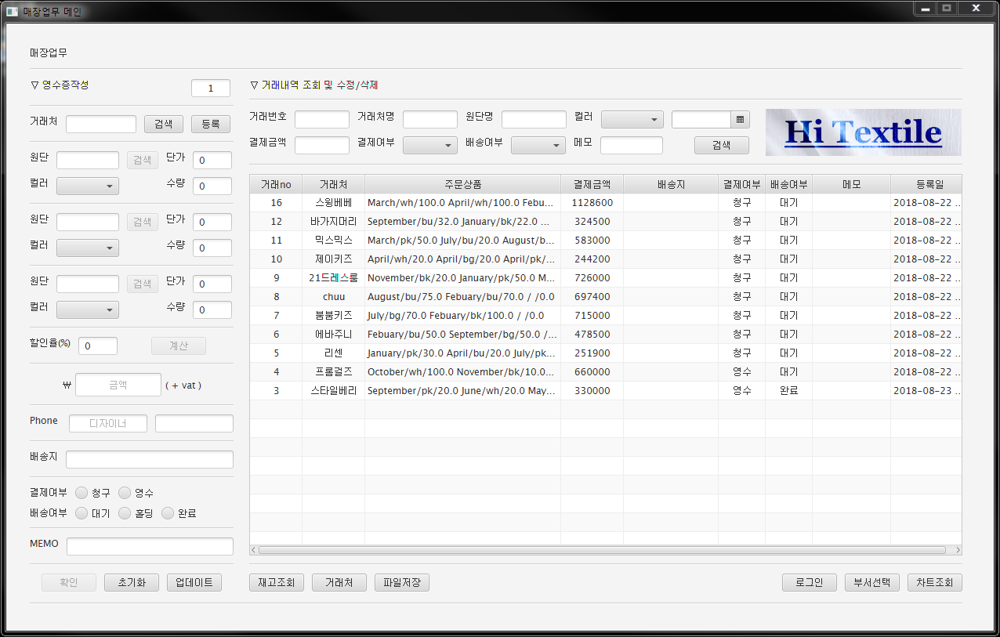 매장업무 메인
매장업무
▽ 영수증작성 1
거래처 검색 등록
원단 검색 단가 0
컬러 수량 0
원단 검색 단가 0
컬러 수량 0
원단 검색 단가 0
컬러 수량 0
할인율(%) 0 계산
₩ 금액 ( + vat )
Phone 디자이너
배송지
결제여부 청구 영수
배송여부 대기 홀딩 완료
MEMO
확인 초기화 업데이트
▽ 거래내역 조회 및 수정/삭제
거래번호 거래처명 원단명 컬러
결제금액 결제여부 배송여부 메모 검색
Hi Textile
거래no 거래처 주문상품 결제금액 배송지 결제여부 배송여부 메모 등록일
16 스윙베베 March/wh/100.0 April/wh/100.0 Febu... 1128600 청구 대기 2018-08-22 ..
12 바가지머리 September/bu/32.0 January/bk/22.0 ... 324500 청구 대기 2018-08-22 ..
11 믹스믹스 March/pk/50.0 July/bu/20.0 August/b... 583000 청구 대기 2018-08-22 ..
10 제이키즈 April/wh/20.0 April/bg/20.0 April/pk/... 244200 청구 대기 2018-08-22 ..
9 21드레스룸 November/bk/20.0 January/pk/50.0 M... 726000 청구 대기 2018-08-22 ..
8 chuu August/bu/75.0 Febuary/bu/70.0 / /0.0 697400 청구 대기 2018-08-22 ..
7 붐붐키즈 July/bg/70.0 Febuary/bk/100.0 / /0.0 715000 청구 대기 2018-08-22 ..
6 에바주니 Febuary/bu/50.0 September/bg/50.0 /... 478500 청구 대기 2018-08-22 ..
5 리센 January/pk/30.0 April/bu/20.0 July/pk... 251900 청구 대기 2018-08-22 ..
4 프롬걸즈 October/wh/100.0 November/bk/10.0... 660000 영수 대기 2018-08-22 ..
3 스타일베리 September/pk/20.0 June/wh/20.0 May... 330000 영수 완료 2018-08-23 ..
재고조회 거래처 파일저장 로그인 부서선택 차트조회